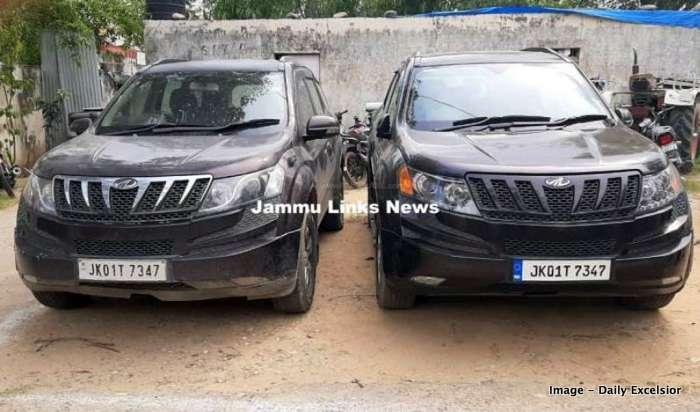 Jammu Links News
JK01T 7347
JK01T 7347
Image - Daily Excelsior